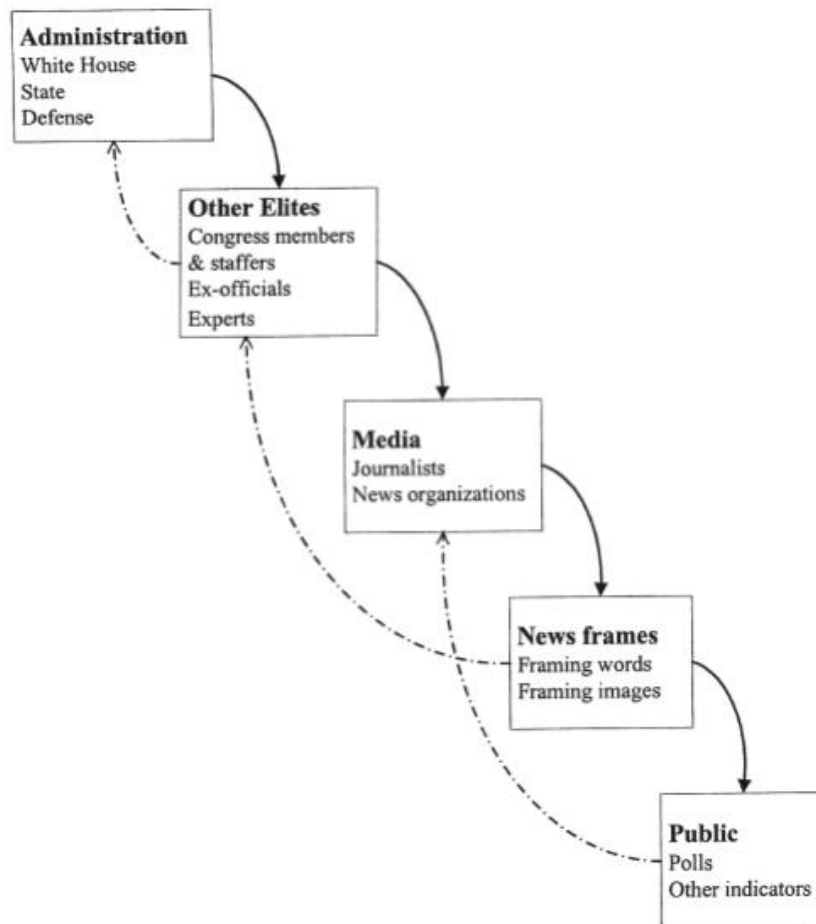 Administration
White House
State
Defense
Other Elites
Congress members
& staffers
Ex-officials
Experts
Media
Journalists
News organizations
News frames
Framing words
Framing images
Public
Polls
Other indicators